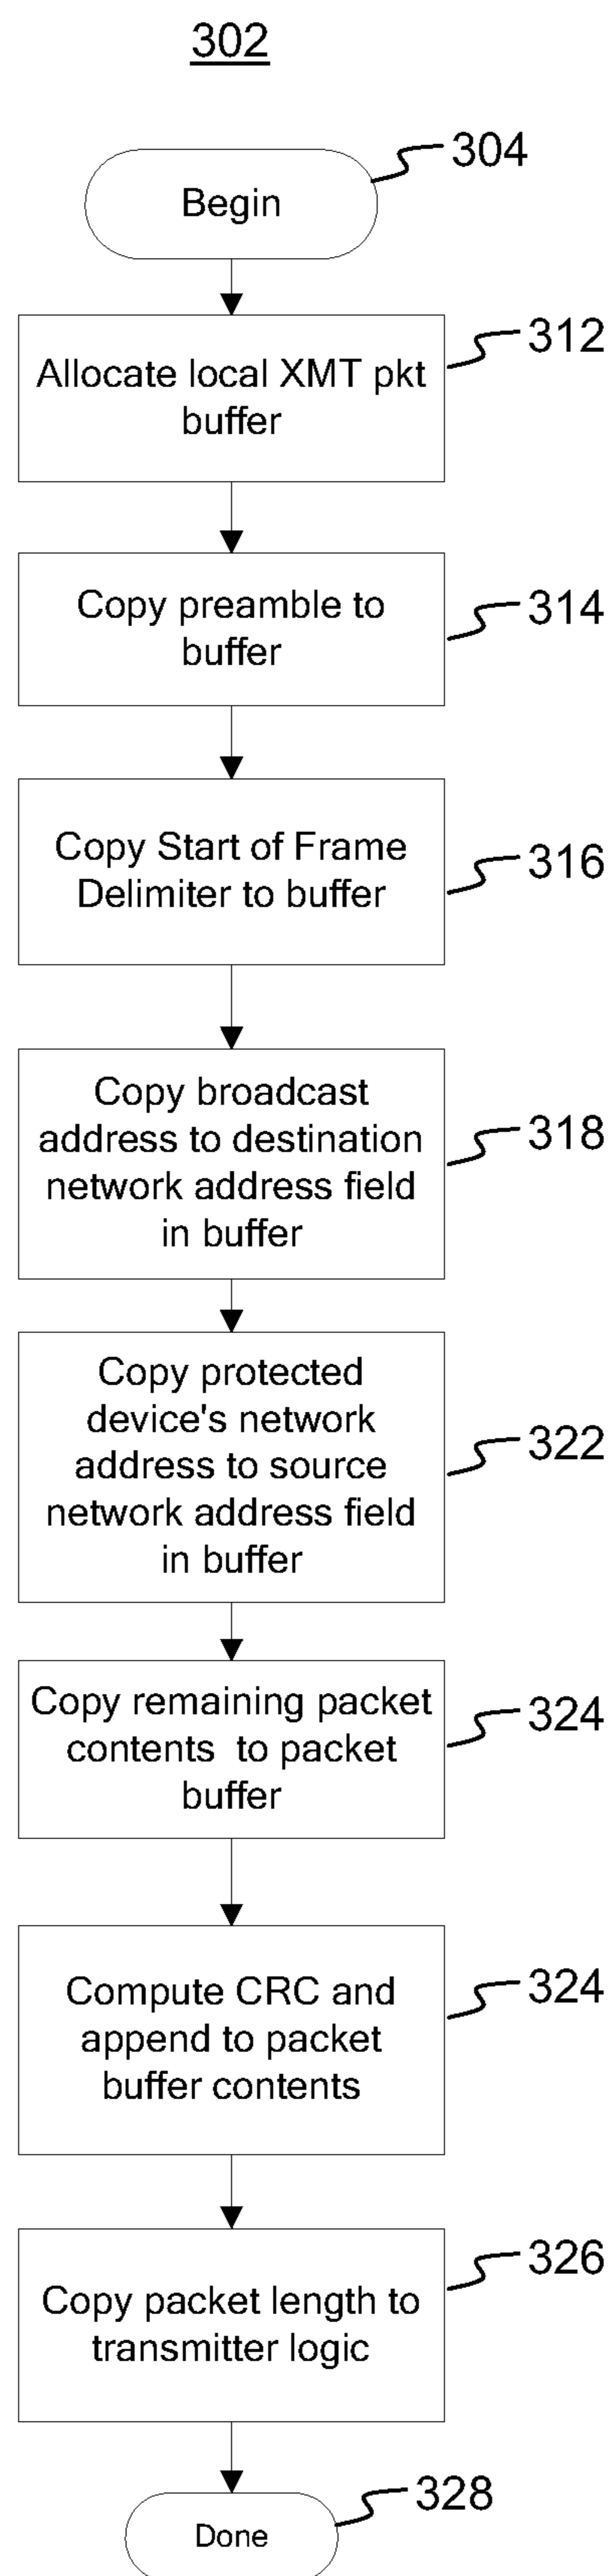 302
304
Begin
312
Allocate local XMT pkt
buffer
314
Copy preamble to
buffer
316
Copy Start of Frame
Delimiter to buffer
318
Copy broadcast
address to destination
network address field
in buffer
322
Copy protected
device's network
address to source
network address field
in buffer
324
Copy remaining packet
contents to packet
buffer
324
Compute CRC and
append to packet
buffer contents
326
Copy packet length to
transmitter logic
328
Done